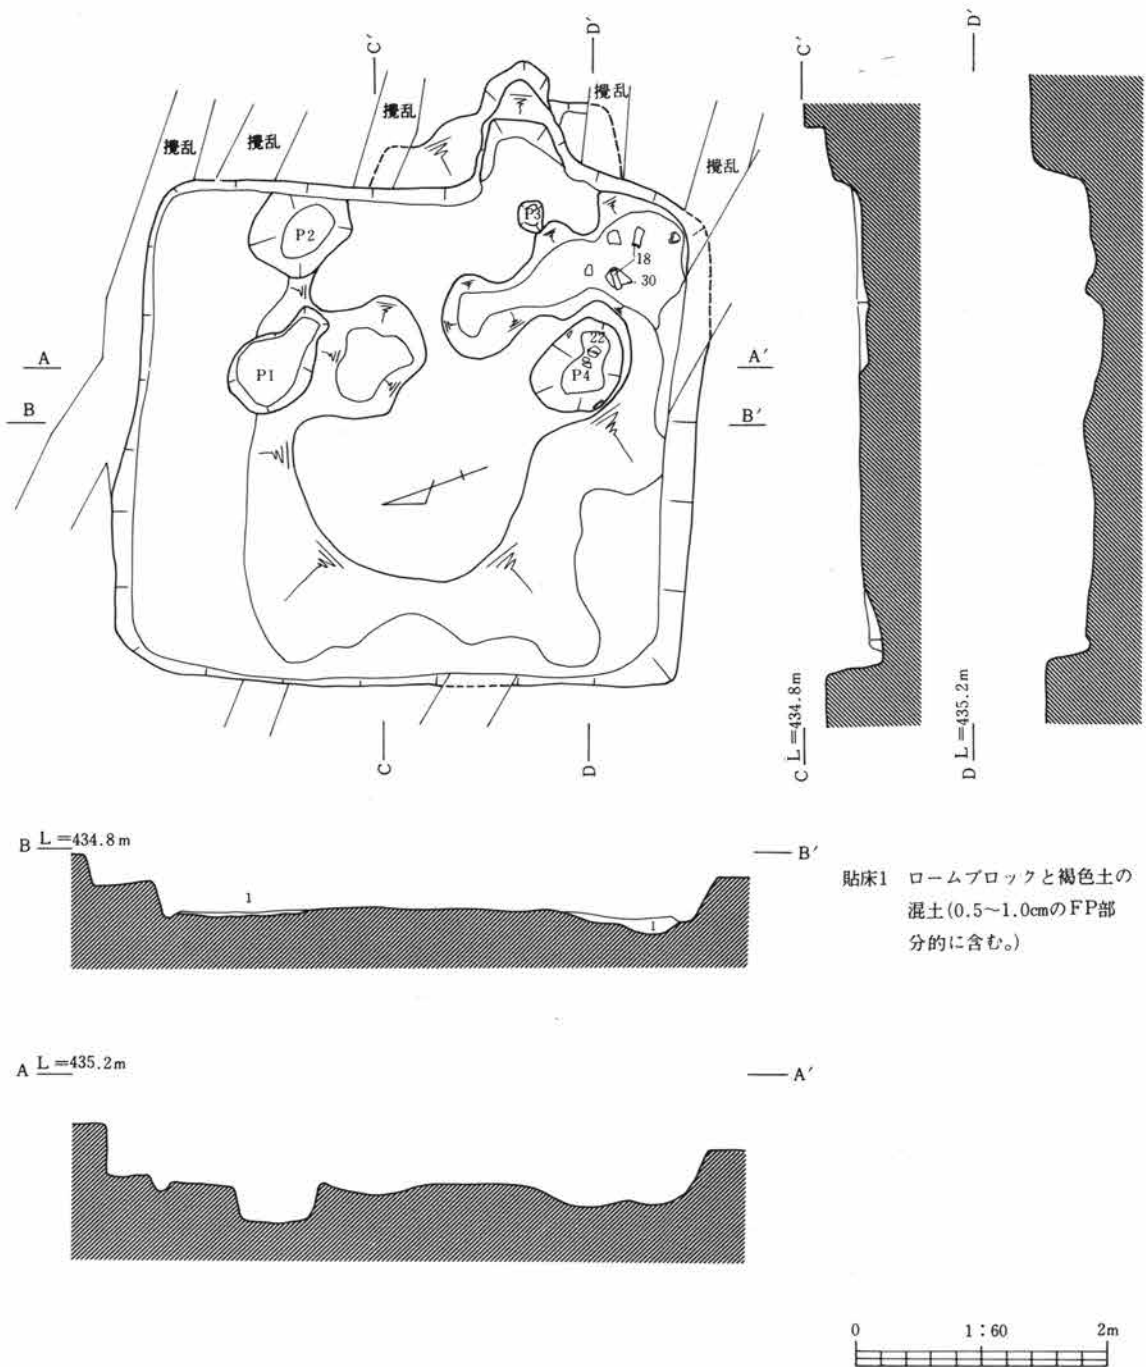 C'
D'
C'
D'
攪乱
攪乱
攪乱
攪乱
攪乱
P2
P3
18
30
22
P1
P4
A
A'
B
B'
C
D
C L=434.8m
D L=435.2m
B L=434.8m
B'
1
1
貼床1 ロームブロックと褐色土の
混土(0.5〜1.0cmのFP部
分的に含む。)
A L=435.2m
A'
0 1:60 2m